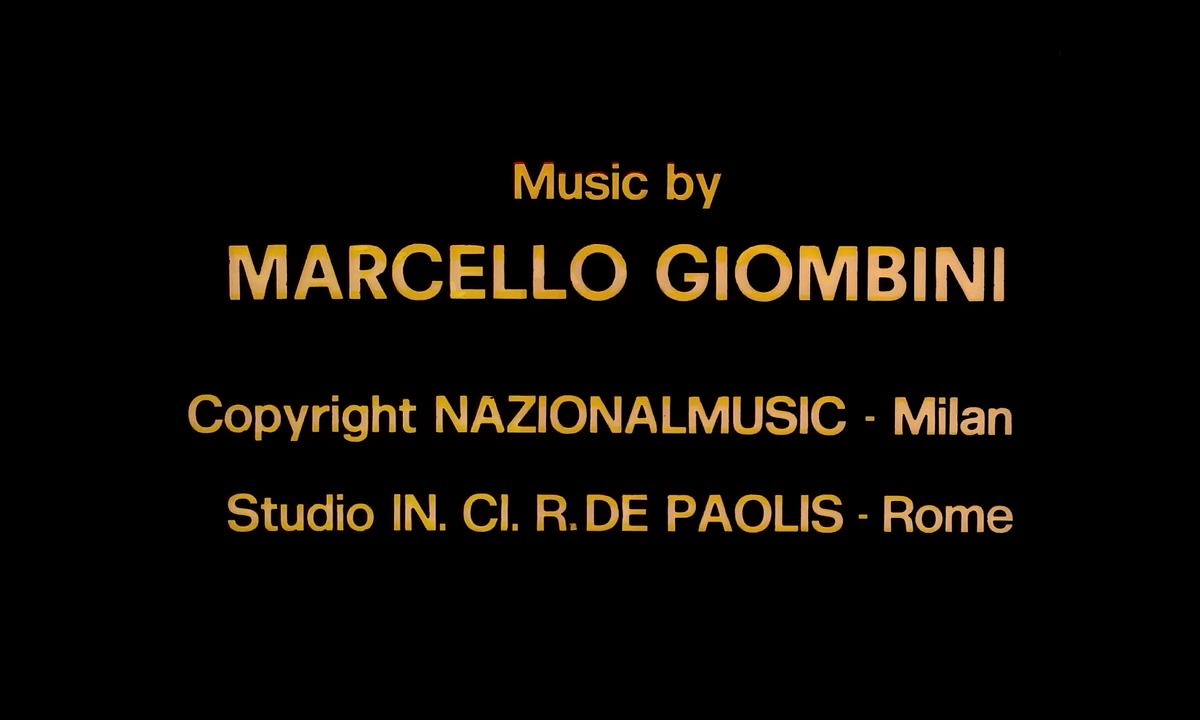 Music by
MARCELLO GIOMBINI
Copyright NAZIONALMUSIC - Milan
Studio IN. CI. R. DE PAOLIS - Rome